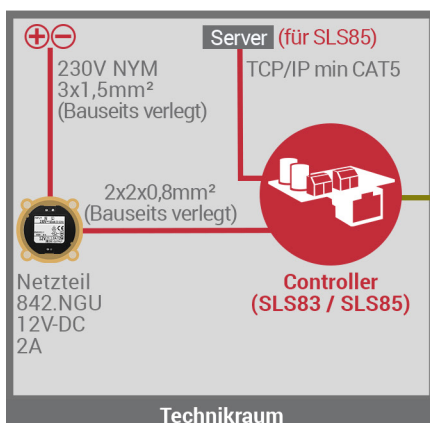 Server (für SLS85)
230V NYM
3x1,5mm²
(Bauseits verlegt)
TCP/IP min CAT5
2x2x0,8mm²
(Bauseits verlegt)
Netzteil
842.NGU
12V-DC
2A
Controller
(SLS83 / SLS85)
Technikraum